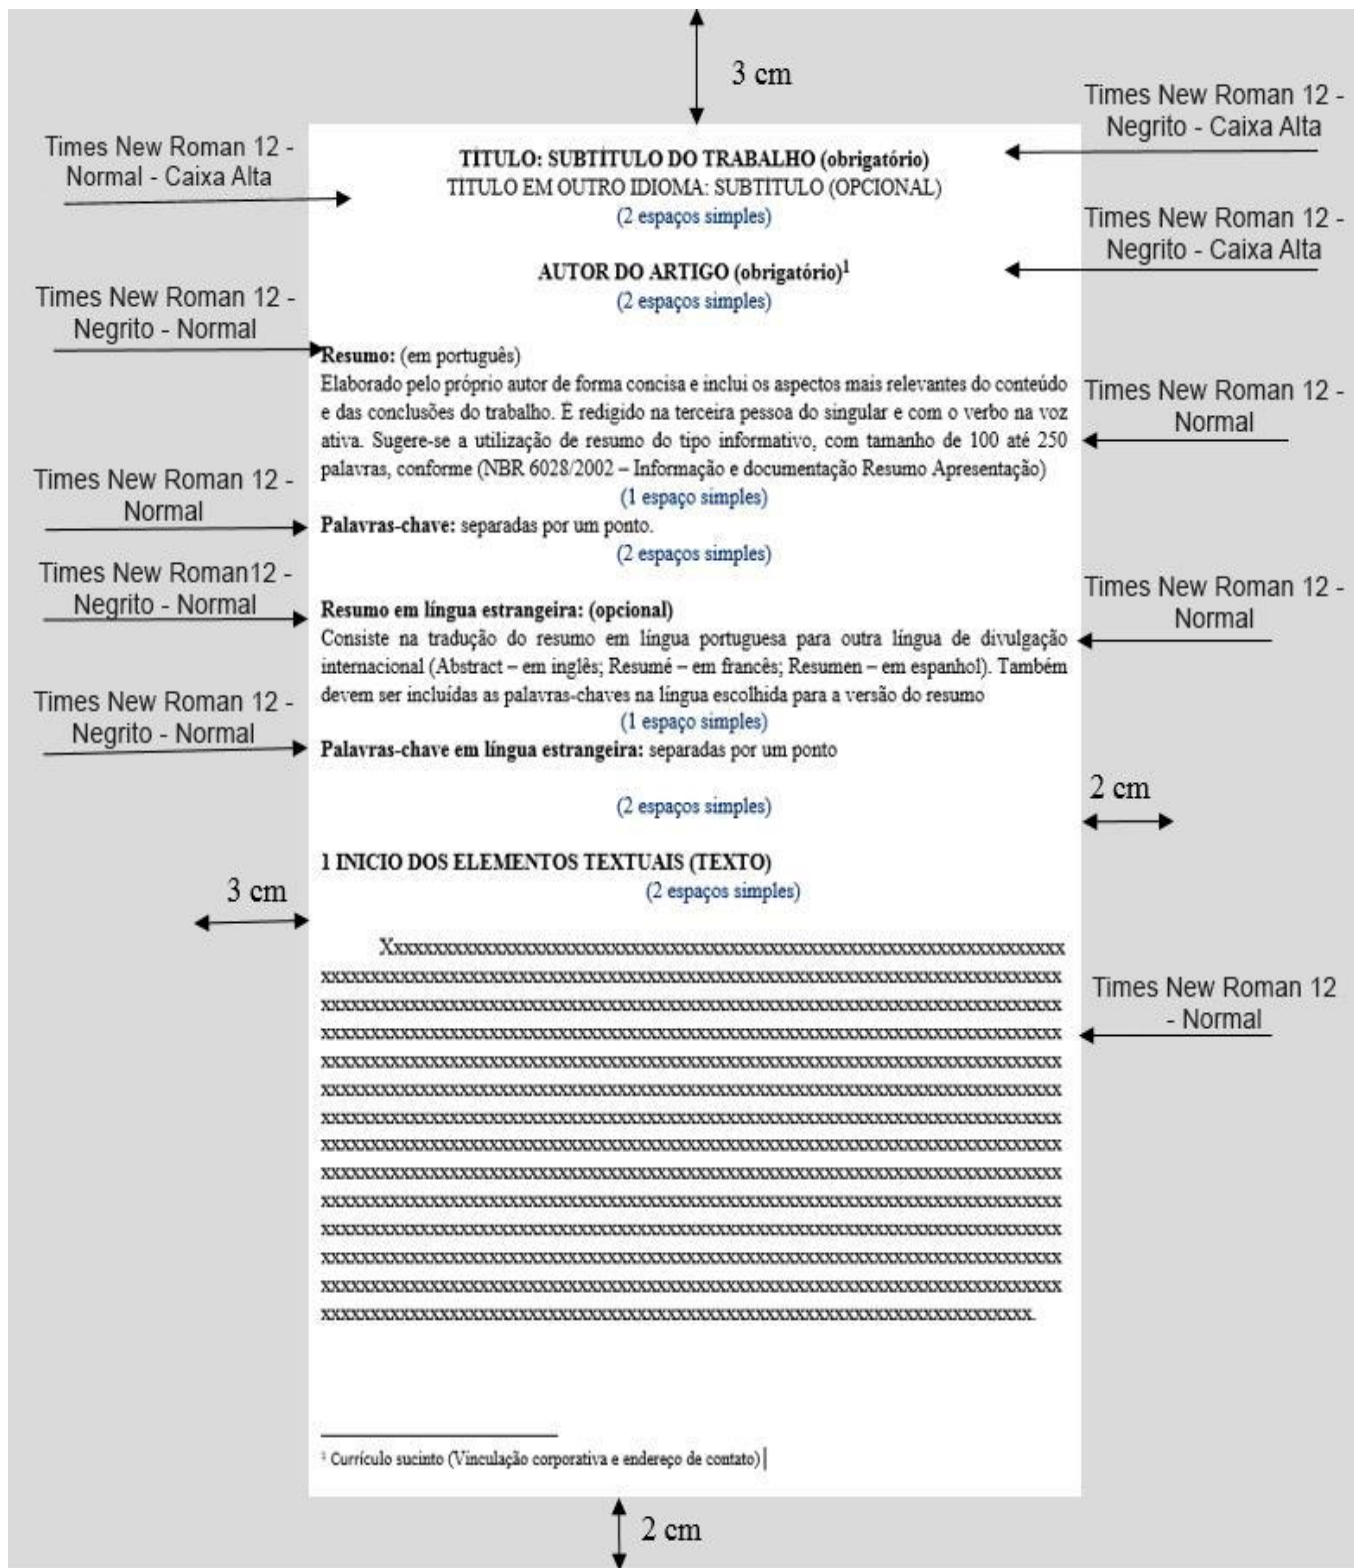 3 cm
Times New Roman 12 -
Negrito - Caixa Alta
Times New Roman 12 -
Normal - Caixa Alta
TÍTULO: SUBTÍTULO DO TRABALHO (obrigatório)
TÍTULO EM OUTRO IDIOMA: SUBTÍTULO (OPCIONAL)
(2 espaços simples)
Times New Roman 12 -
Negrito - Caixa Alta
AUTOR DO ARTIGO (obrigatório)¹
(2 espaços simples)
Times New Roman 12 -
Negrito - Normal
Resumo: (em português)
Elaborado pelo próprio autor de forma concisa e inclui os aspectos mais relevantes do conteúdo
e das conclusões do trabalho. É redigido na terceira pessoa do singular e com o verbo na voz
ativa. Sugere-se a utilização de resumo do tipo informativo, com tamanho de 100 até 250
palavras, conforme (NBR 6028/2002 – Informação e documentação Resumo Apresentação)
Times New Roman 12 -
Normal
(1 espaço simples)
Times New Roman 12 -
Normal
Palavras-chave: separadas por um ponto.
(2 espaços simples)
Times New Roman12 -
Negrito - Normal
Resumo em língua estrangeira: (opcional)
Consiste na tradução do resumo em língua portuguesa para outra língua de divulgação
internacional (Abstract – em inglês; Resumé – em francês; Resumen – em espanhol). Também
devem ser incluídas as palavras-chaves na língua escolhida para a versão do resumo
Times New Roman 12 -
Normal
(1 espaço simples)
Times New Roman 12 -
Negrito - Normal
Palavras-chave em língua estrangeira: separadas por um ponto
(2 espaços simples)
2 cm
1 INICIO DOS ELEMENTOS TEXTUAIS (TEXTO)
(2 espaços simples)
3 cm
Times New Roman 12
- Normal
¹ Currículo sucinto (Vinculação corporativa e endereço de contato)
2 cm